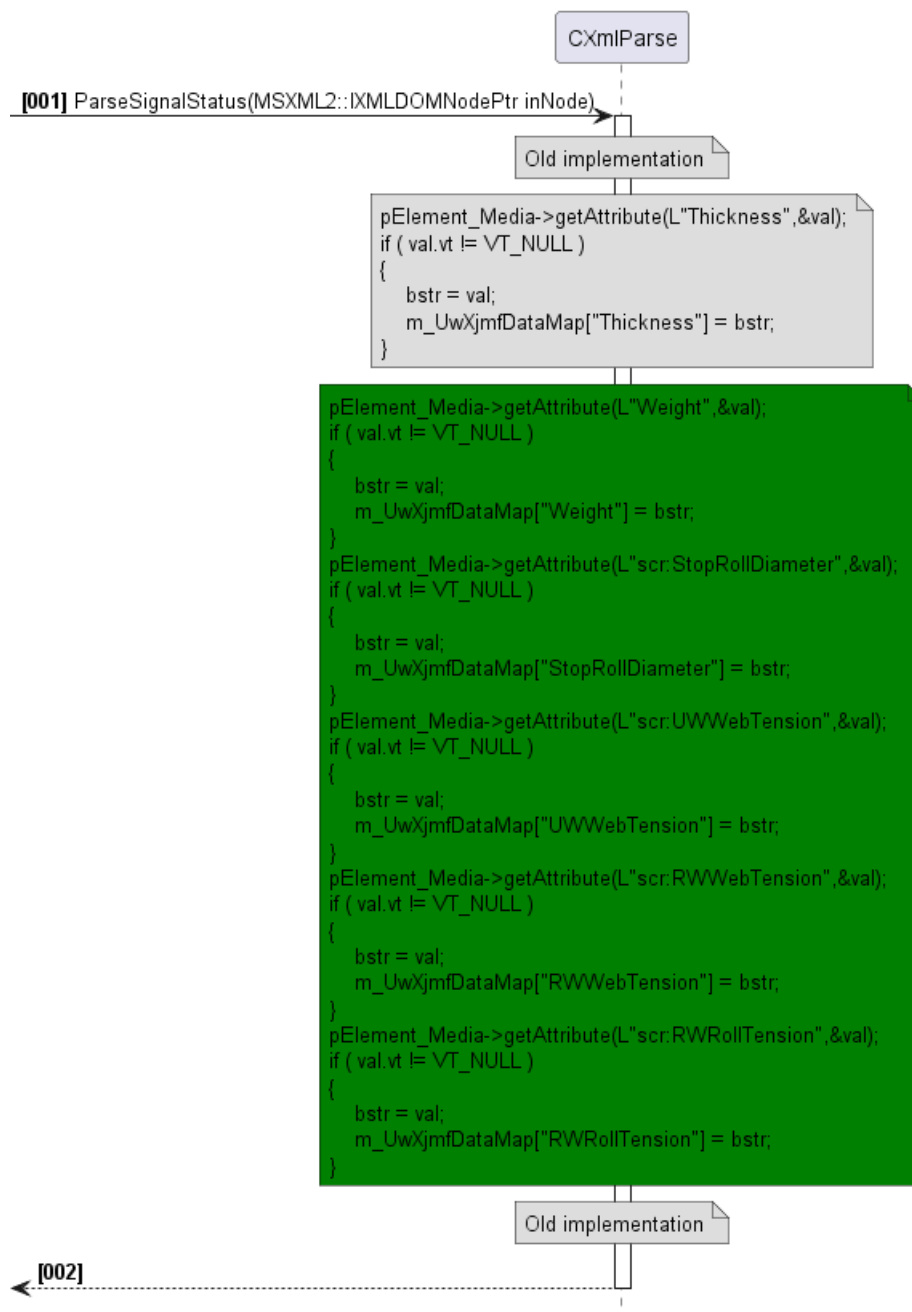 CXmlParse
[001] ParseSignalStatus(MSXML2::IXMLDOMNodePtr inNode)
Old implementation
pElement_Media->getAttribute(L"Thickness",&val);
if ( val.vt != VT_NULL )
{
bstr = val;
m_UwXjmfDataMap["Thickness"] = bstr;
}
pElement_Media->getAttribute(L"Weight",&val);
if ( val.vt != VT_NULL )
{
bstr = val;
m_UwXjmfDataMap["Weight"] = bstr;
}
pElement_Media->getAttribute(L"scr:StopRollDiameter",&val);
if ( val.vt != VT_NULL )
{
bstr = val;
m_UwXjmfDataMap["StopRollDiameter"] = bstr;
}
pElement_Media->getAttribute(L"scr:UWWebTension",&val);
if ( val.vt != VT_NULL )
{
bstr = val;
m_UwXjmfDataMap["UWWebTension"] = bstr;
}
pElement_Media->getAttribute(L"scr:RWWebTension",&val);
if ( val.vt != VT_NULL )
{
bstr = val;
m_UwXjmfDataMap["RWWebTension"] = bstr;
}
pElement_Media->getAttribute(L"scr:RWRollTension",&val);
if ( val.vt != VT_NULL )
{
bstr = val;
m_UwXjmfDataMap["RWRollTension"] = bstr;
}
Old implementation
[002]